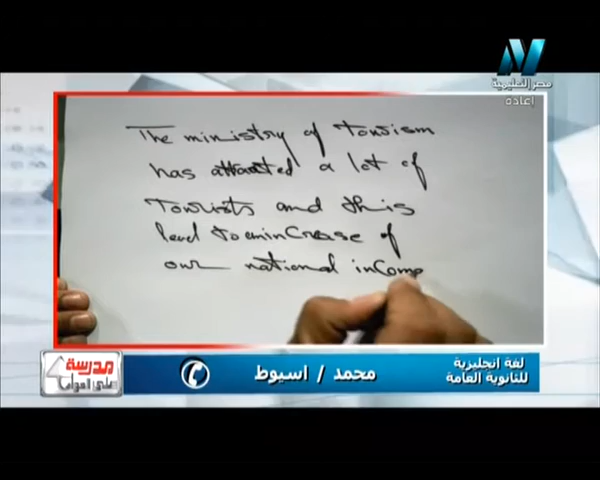 مصر التعليمية
إعادة
The ministry of Tourism
has attracted a lot of
Tourists and this
lead to an increase of
our national income
لغة انجليزية
للثانوية العامة
محمد / اسيوط
مدرسة
على الهواء